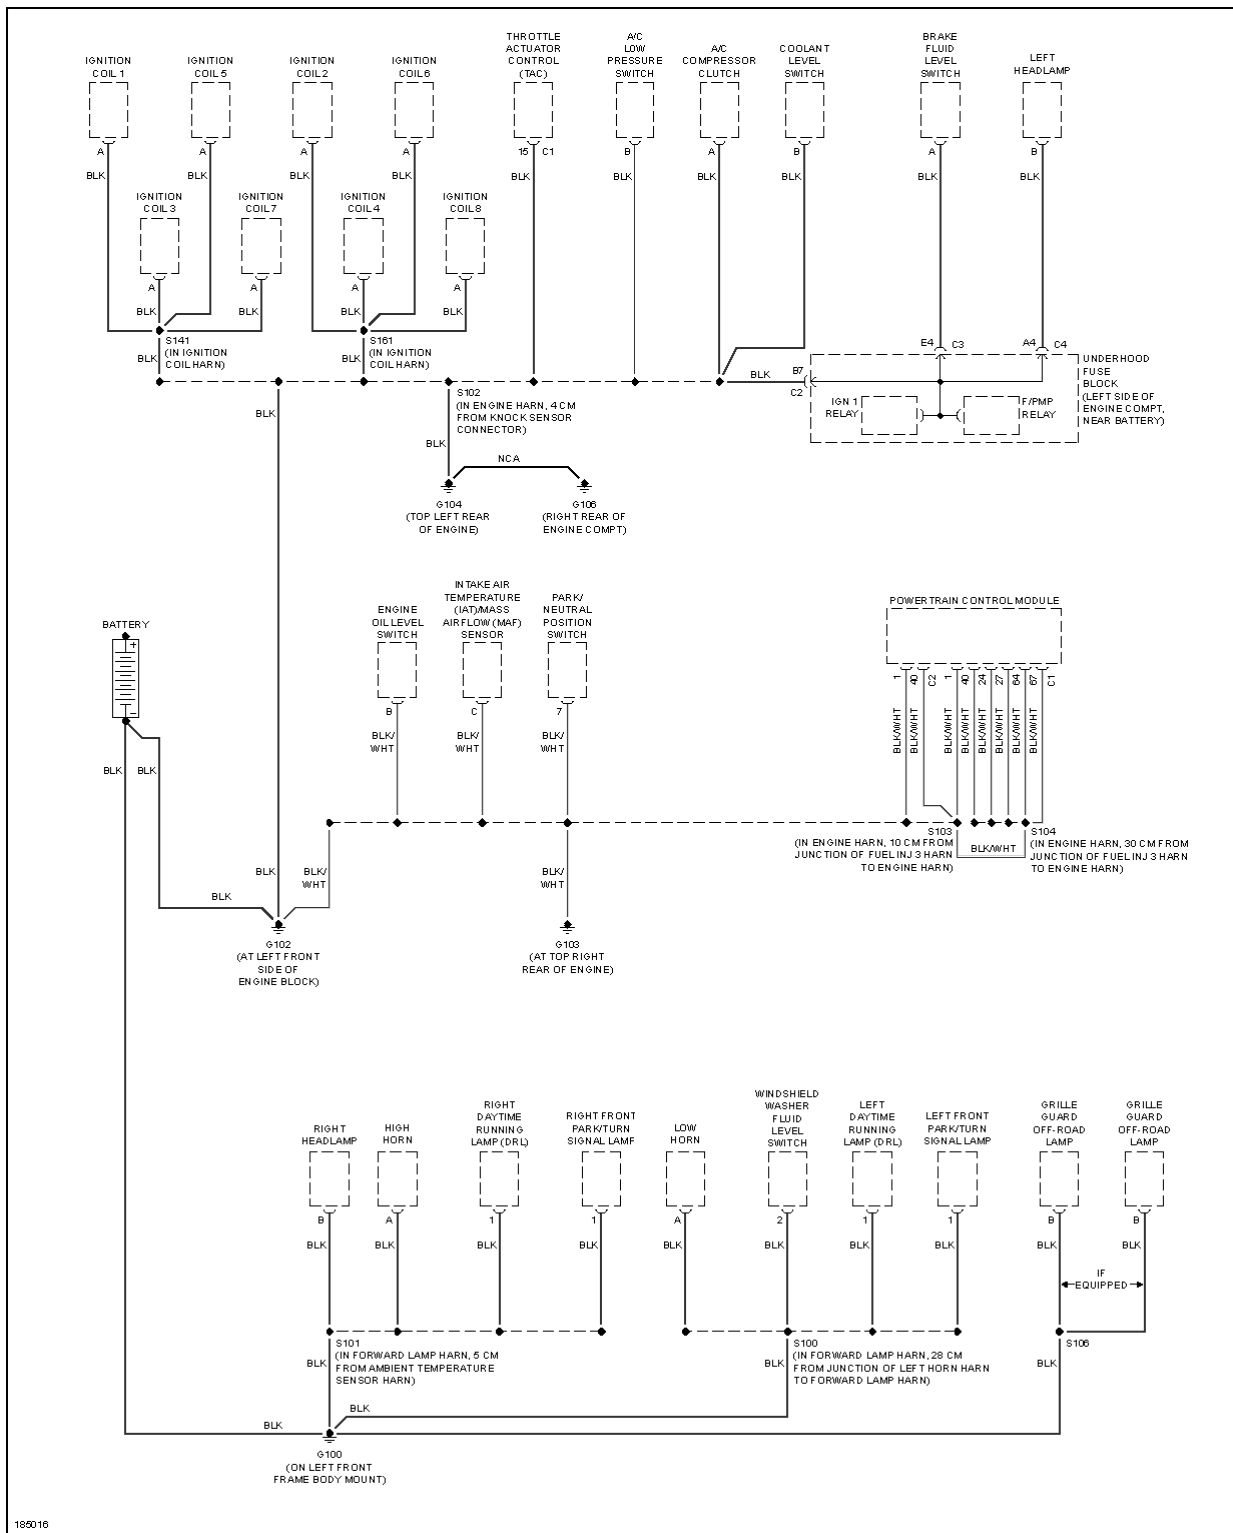 IGNITION
COIL 1
IGNITION
COIL 5
IGNITION
COIL 2
IGNITION
COIL 6
THROTTLE
ACTUATOR
CONTROL
(TAC)
A/C
LOW
PRESSURE
SWITCH
A/C
COMPRESSOR
CLUTCH
COOLANT
LEVEL
SWITCH
BRAKE
FLUID
LEVEL
SWITCH
LEFT
HEADLAMP
A
A
A
A
15 C1
B
A
B
A
B
BLK
BLK
BLK
BLK
BLK
BLK
BLK
BLK
BLK
BLK
IGNITION
COIL 3
IGNITION
COIL 7
IGNITION
COIL 4
IGNITION
COIL 8
A
A
A
A
BLK
BLK
BLK
BLK
S141
(IN IGNITION
COIL HARN)
BLK
S161
(IN IGNITION
COIL HARN)
BLK
E4 C3
A4 C4
BLK
B7
C2
UNDERHOOD
FUSE
BLOCK
(LEFT SIDE OF
ENGINE COMPT,
NEAR BATTERY)
IGN 1
RELAY
F/PMP
RELAY
S102
(IN ENGINE HARN, 4 CM
FROM KNOCK SENSOR
CONNECTOR)
BLK
BLK
NCA
G104
(TOP LEFT REAR
OF ENGINE)
G106
(RIGHT REAR OF
ENGINE COMPT)
BATTERY
+
–
ENGINE
OIL LEVEL
SWITCH
INTAKE AIR
TEMPERATURE
(IAT)/MASS
AIRFLOW (MAF)
SENSOR
PARK/
NEUTRAL
POSITION
SWITCH
POWERTRAIN CONTROL MODULE
B
C
7
1
40
C2
1
40
24
27
64
67
C1
BLK/
WHT
BLK/
WHT
BLK/
WHT
BLK/WHT
BLK/WHT
BLK/WHT
BLK/WHT
BLK/WHT
BLK/WHT
BLK/WHT
BLK/WHT
BLK
BLK
S103
(IN ENGINE HARN, 10 CM FROM
JUNCTION OF FUEL INJ 3 HARN
TO ENGINE HARN)
BLK/WHT
S104
(IN ENGINE HARN, 30 CM FROM
JUNCTION OF FUEL INJ 3 HARN
TO ENGINE HARN)
BLK
BLK
BLK/
WHT
BLK/
WHT
G102
(AT LEFT FRONT
SIDE OF
ENGINE BLOCK)
G103
(AT TOP RIGHT
REAR OF ENGINE)
RIGHT
HEADLAMP
HIGH
HORN
RIGHT
DAYTIME
RUNNING
LAMP (DRL)
RIGHT FRONT
PARK/TURN
SIGNAL LAMP
LOW
HORN
WINDSHIELD
WASHER
FLUID
LEVEL
SWITCH
LEFT
DAYTIME
RUNNING
LAMP (DRL)
LEFT FRONT
PARK/TURN
SIGNAL LAMP
GRILLE
GUARD
OFF-ROAD
LAMP
GRILLE
GUARD
OFF-ROAD
LAMP
B
A
1
1
A
2
1
1
B
B
BLK
BLK
BLK
BLK
BLK
BLK
BLK
BLK
BLK
BLK
IF
EQUIPPED
S101
(IN FORWARD LAMP HARN, 5 CM
FROM AMBIENT TEMPERATURE
SENSOR HARN)
BLK
S100
(IN FORWARD LAMP HARN, 28 CM
FROM JUNCTION OF LEFT HORN HARN
TO FORWARD LAMP HARN)
BLK
S106
BLK
BLK
BLK
G100
(ON LEFT FRONT
FRAME BODY MOUNT)
185016